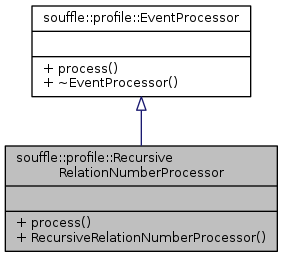 souffle::profile::EventProcessor
+ process()
+ ~EventProcessor()
souffle::profile::Recursive
RelationNumberProcessor
+ process()
+ RecursiveRelationNumberProcessor()